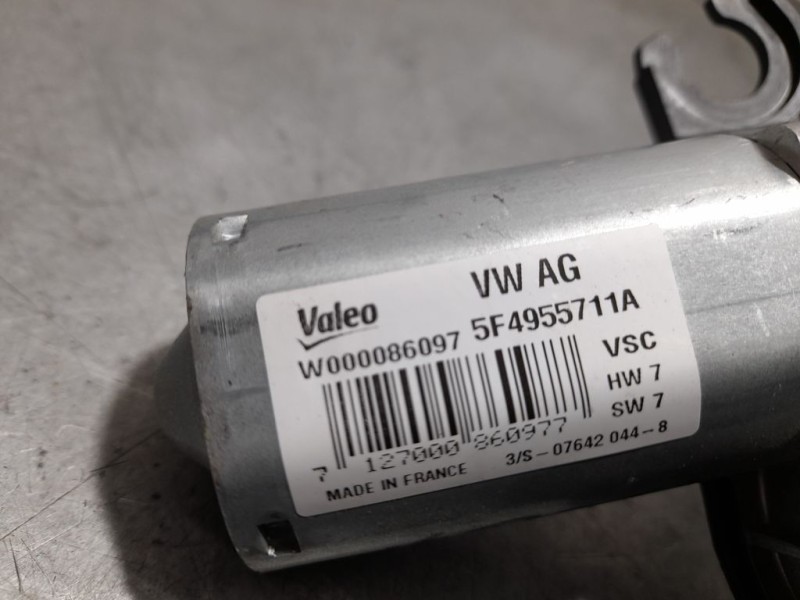 VW AG
Valeo
W000086097 5F4955711A
VSC
HW 7
SW 7
7 127000 860977
3/S-07642 044-8
MADE IN FRANCE